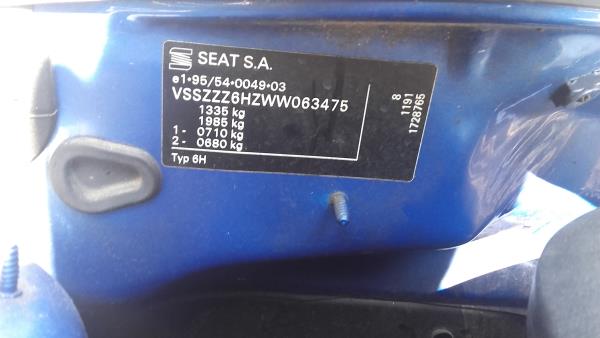 SEAT S.A.
e1*95/54*0049*03
VSSZZZ6HZWW063475
1335 kg
1985 kg
1- 0710 kg
2- 0680 kg
Typ 6H
8
1191
1728765